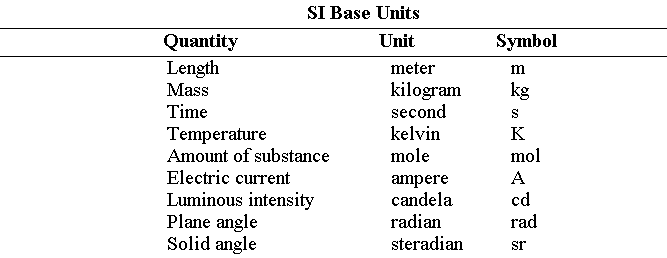 SI Base Units
Quantity Unit Symbol
Length meter m
Mass kilogram kg
Time second s
Temperature kelvin K
Amount of substance mole mol
Electric current ampere A
Luminous intensity candela cd
Plane angle radian rad
Solid angle steradian sr